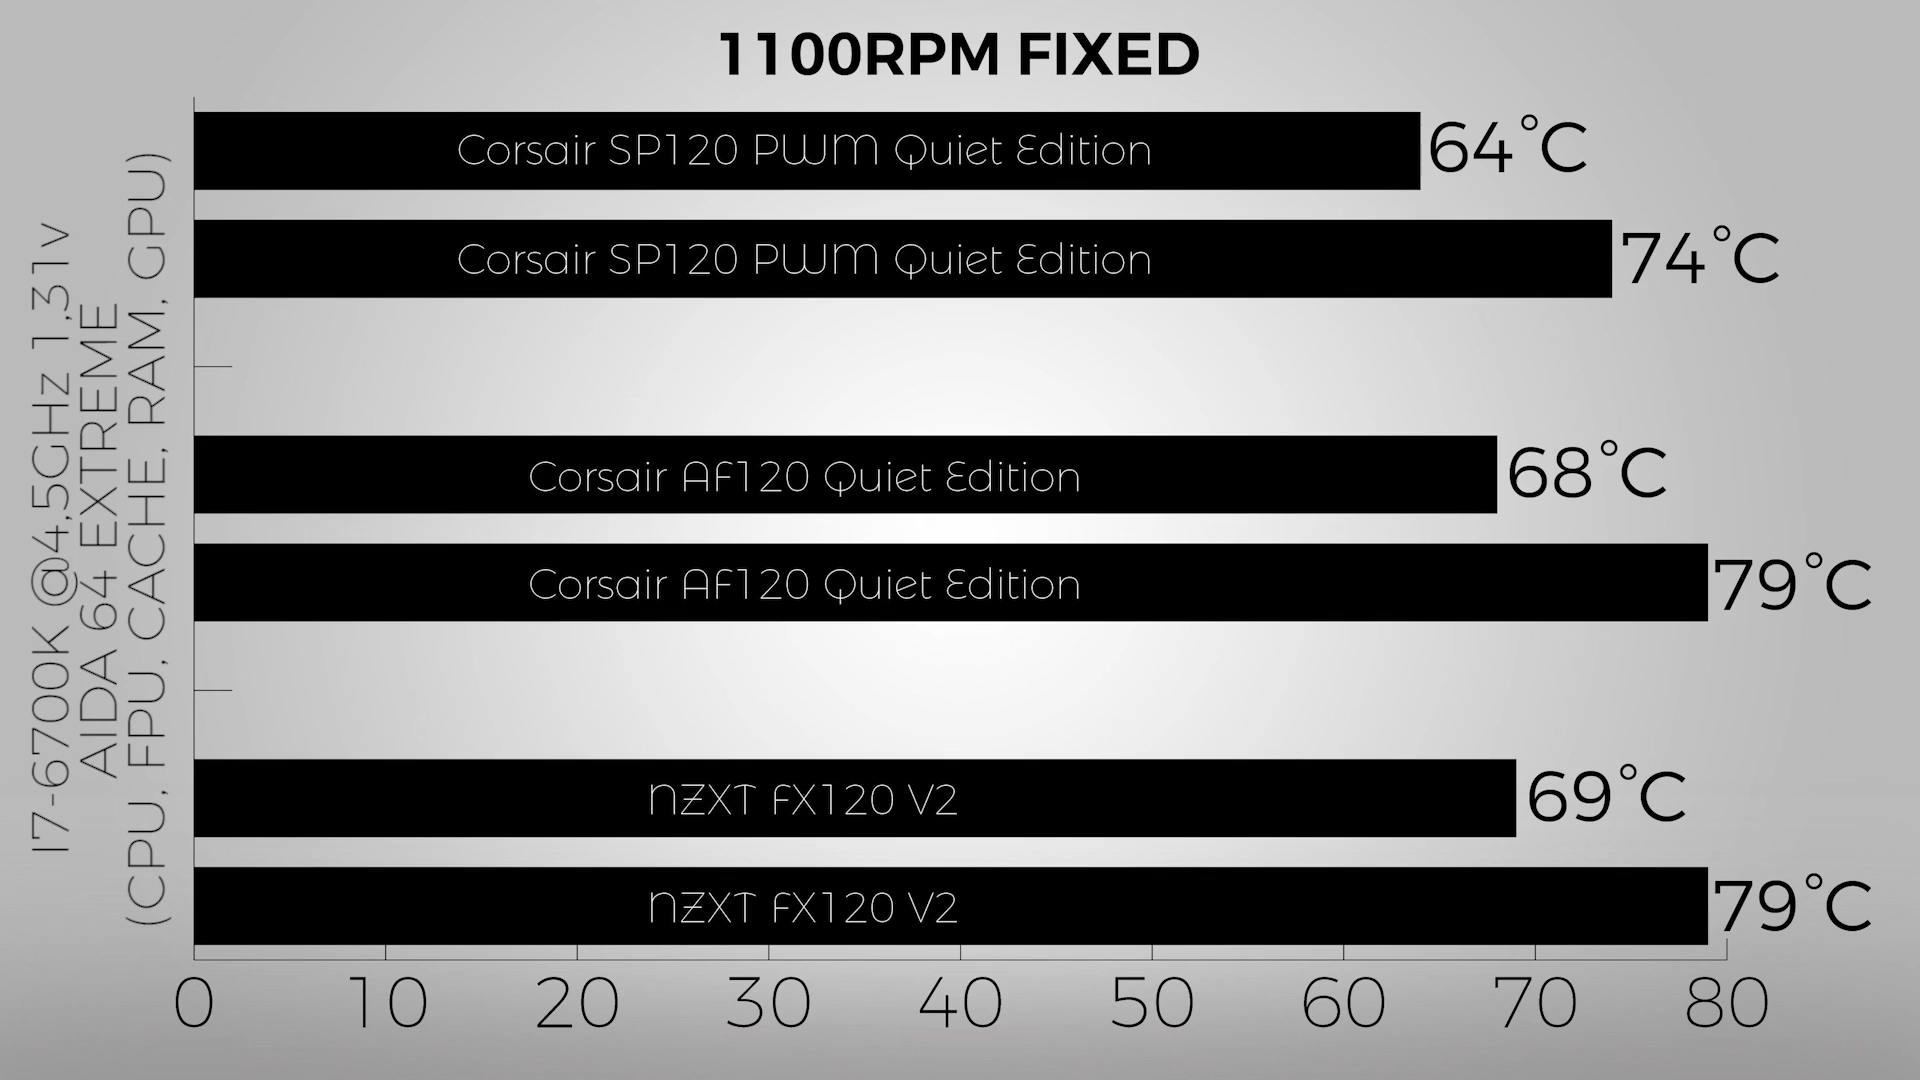 1100RPM FIXED
I7-6700K @4,5GHz 1,31v
AIDA 64 EXTREME
(CPU, FPU, CACHE, RAM, GPU)
Corsair SP120 PWM Quiet Edition 64°C
Corsair SP120 PWM Quiet Edition 74°C
Corsair AF120 Quiet Edition 68°C
Corsair AF120 Quiet Edition 79°C
NZXT FX120 V2 69°C
NZXT FX120 V2 79°C
0 10 20 30 40 50 60 70 80